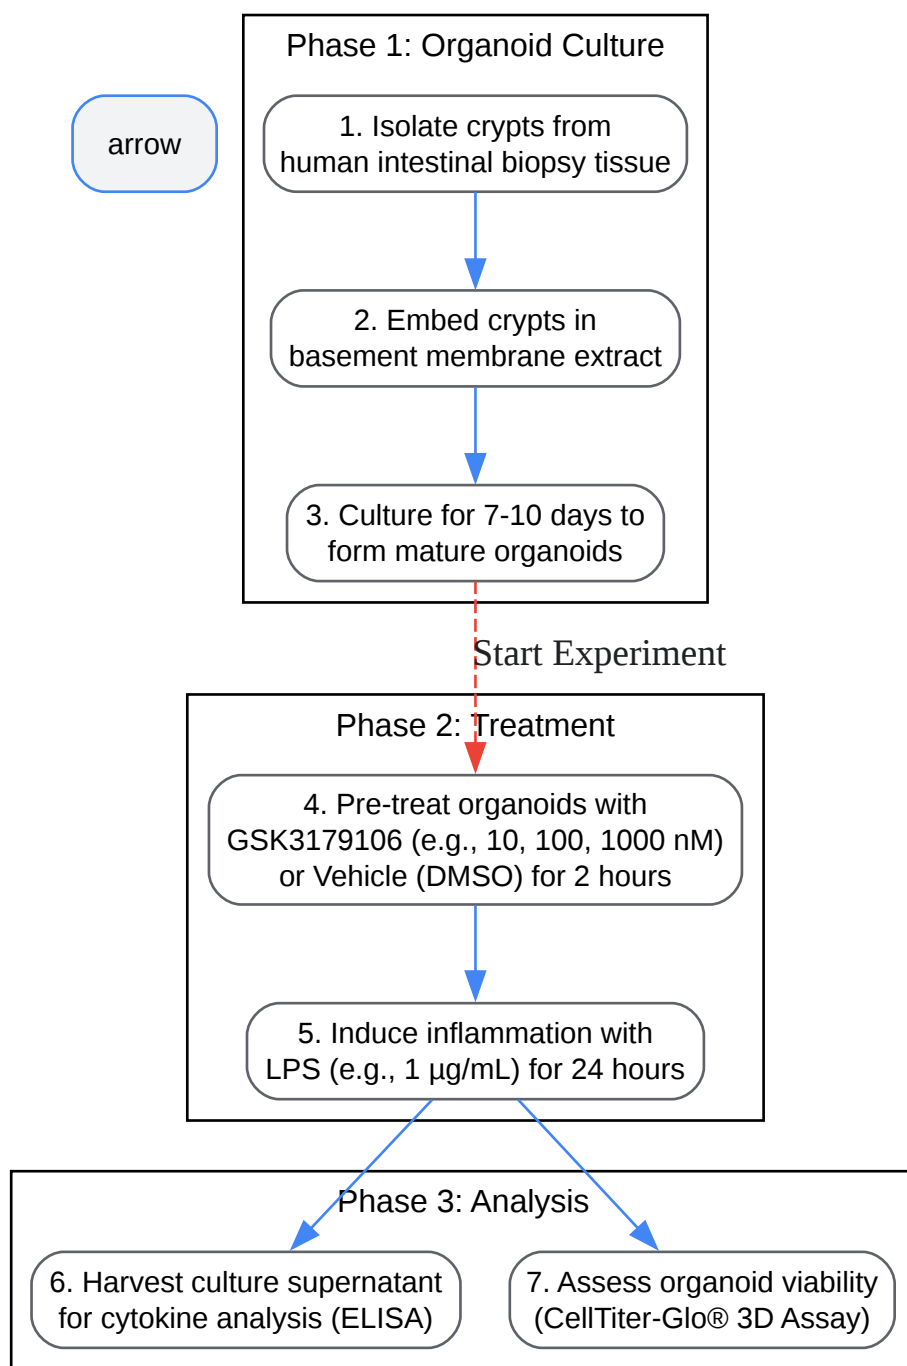 Phase 1: Organoid Culture
arrow
1. Isolate crypts from
human intestinal biopsy tissue
2. Embed crypts in
basement membrane extract
3. Culture for 7-10 days to
form mature organoids
Start Experiment
Phase 2: Treatment
4. Pre-treat organoids with
GSK3179106 (e.g., 10, 100, 1000 nM)
or Vehicle (DMSO) for 2 hours
5. Induce inflammation with
LPS (e.g., 1 µg/mL) for 24 hours
Phase 3: Analysis
6. Harvest culture supernatant
for cytokine analysis (ELISA)
7. Assess organoid viability
(CellTiter-Glo® 3D Assay)